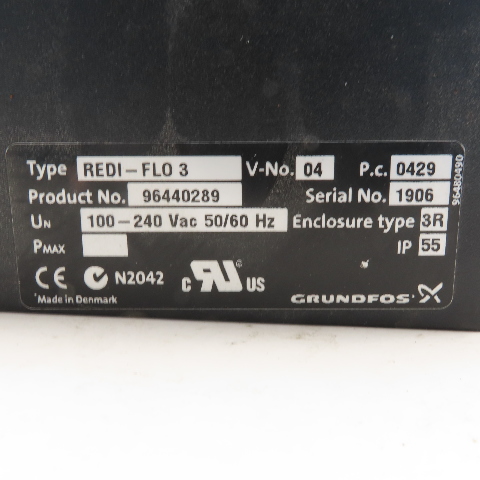 Type REDI-FLO 3 V-No. 04 P.c. 0429
Product No. 96440289 Serial No. 1906
UN 100-240 Vac 50/60 Hz Enclosure type 3R
PMAX IP 55
CE N2042 c RU US
*Made in Denmark GRUNDFOS
96480490